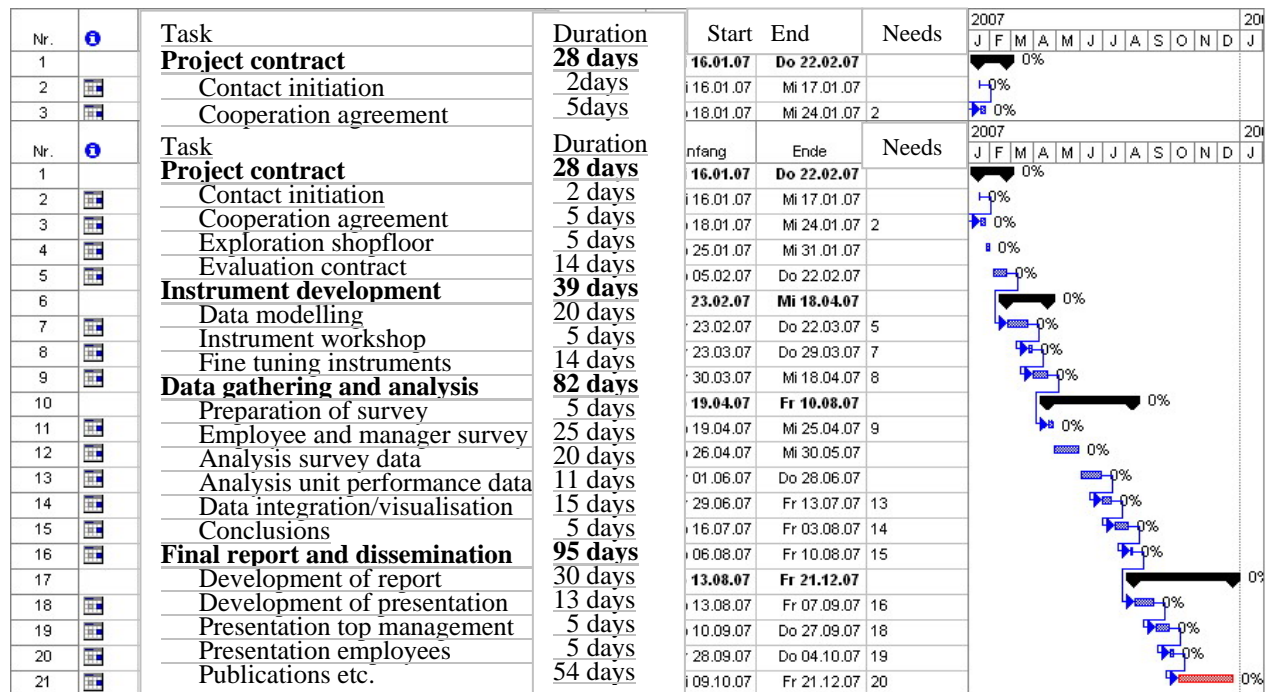 Nr. Task Duration Start End Needs 2007
J F M A M J J A S O N D J
1 Project contract 28 days 16.01.07 Do 22.02.07 0%
2 Contact initiation 2days 16.01.07 Mi 17.01.07 0%
3 Cooperation agreement 5days 18.01.07 Mi 24.01.07 2 0%
Nr. Task Duration nfang Ende Needs 2007
J F M A M J J A S O N D J
1 Project contract 28 days 16.01.07 Do 22.02.07 0%
2 Contact initiation 2 days 16.01.07 Mi 17.01.07 0%
3 Cooperation agreement 5 days 18.01.07 Mi 24.01.07 2 0%
4 Exploration shopfloor 5 days 25.01.07 Mi 31.01.07 0%
5 Evaluation contract 14 days 05.02.07 Do 22.02.07 0%
Instrument development 39 days
6 Data modelling 20 days 23.02.07 Mi 18.04.07 0%
7 Instrument workshop 5 days 23.02.07 Do 22.03.07 5 0%
8 Fine tuning instruments 14 days 23.03.07 Do 29.03.07 7 0%
9 Data gathering and analysis 82 days 30.03.07 Mi 18.04.07 8 0%
10 Preparation of survey 5 days 19.04.07 Fr 10.08.07 0%
11 Employee and manager survey 25 days 19.04.07 Mi 25.04.07 9 0%
12 Analysis survey data 20 days 26.04.07 Mi 30.05.07 0%
13 Analysis unit performance data 11 days 01.06.07 Do 28.06.07 0%
14 Data integration/visualisation 15 days 29.06.07 Fr 13.07.07 13 0%
15 Conclusions 5 days 16.07.07 Fr 03.08.07 14 0%
16 Final report and dissemination 95 days 06.08.07 Fr 10.08.07 15 0%
17 Development of report 30 days 13.08.07 Fr 21.12.07 0%
18 Development of presentation 13 days 13.08.07 Fr 07.09.07 16 0%
19 Presentation top management 5 days 10.09.07 Do 27.09.07 18 0%
20 Presentation employees 5 days 28.09.07 Do 04.10.07 19 0%
21 Publications etc. 54 days 09.10.07 Fr 21.12.07 20 0%